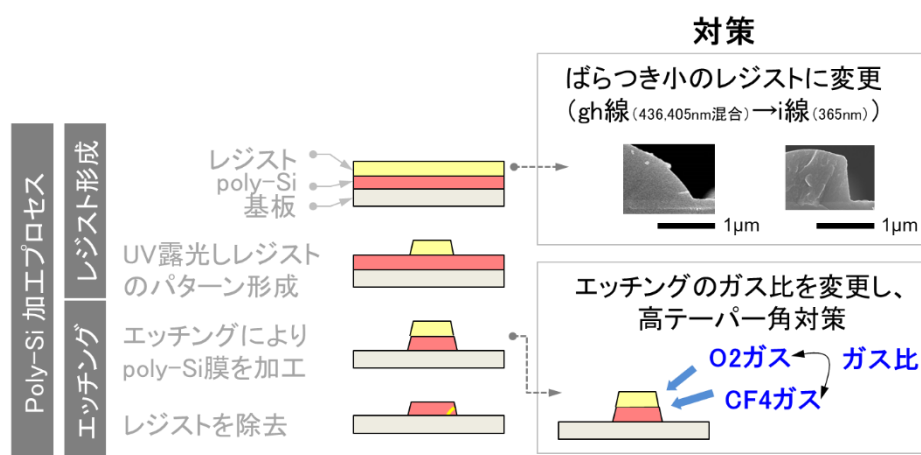 対策
ばらつき小のレジストに変更
(gh線(436,405nm混合)→i線(365nm))
1μm
1μm
Poly-Si 加工プロセス
レジスト形成
レジスト
poly-Si
基板
UV露光しレジスト
のパターン形成
エッチング
エッチングにより
poly-Si膜を加工
レジストを除去
エッチングのガス比を変更し、
高テーパー角対策
O2ガス
ガス比
CF4ガス